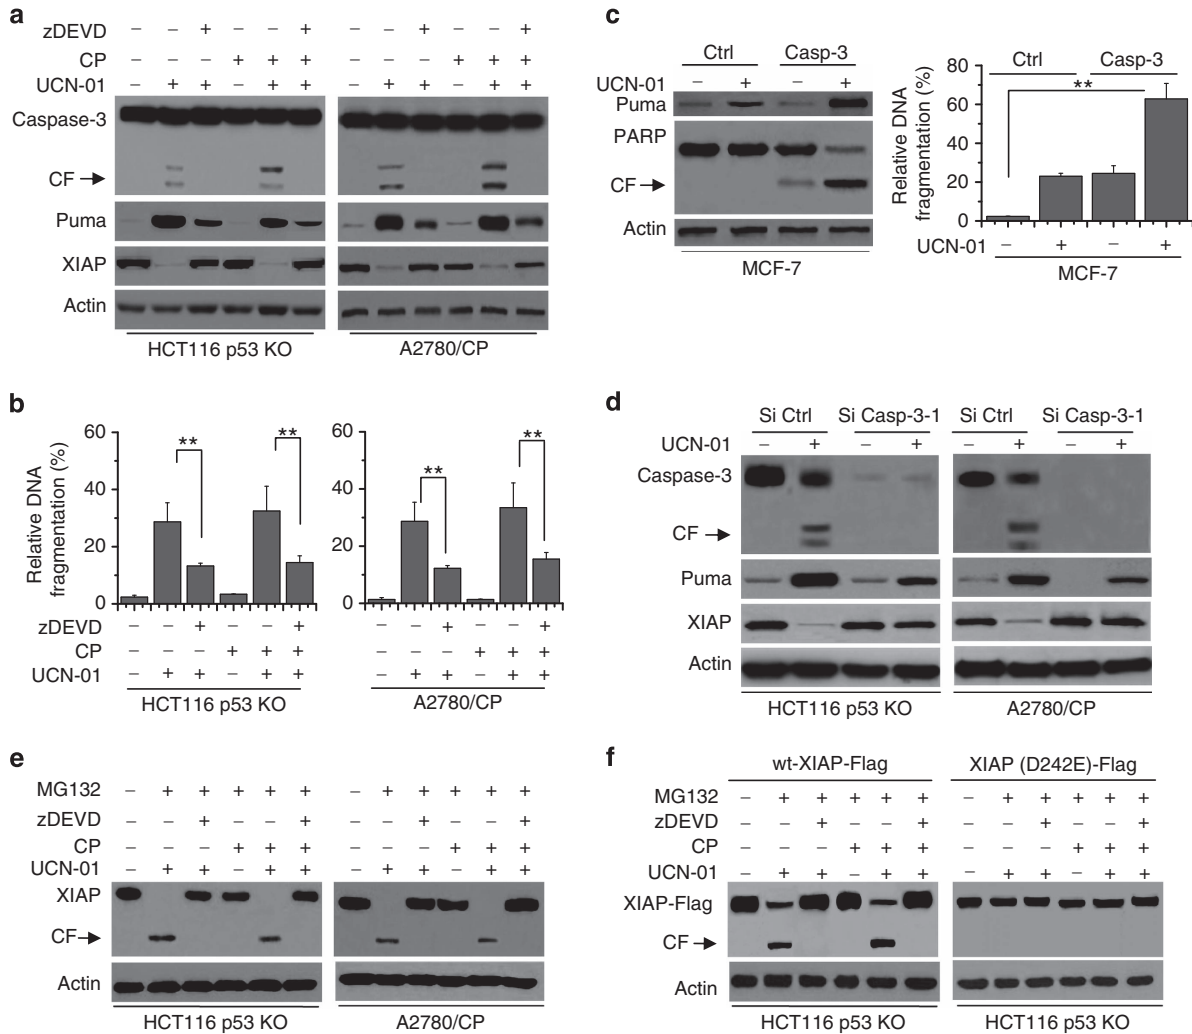 a
zDEVD – – + – – +
CP – – – + + +
UCN-01 – + + – + +
Caspase-3
CF
Puma
XIAP
Actin
HCT116 p53 KO
– – + – – +
– – – + + +
– + + – + +
A2780/CP
b
Relative DNA
fragmentation (%)
60
40
20
0
** **
zDEVD – – + – – +
CP – – – + + +
UCN-01 – + + – + +
HCT116 p53 KO
60
40
20
0
** **
– – + – – +
– – – + + +
– + + – + +
A2780/CP
c
Ctrl Casp-3
UCN-01 – + – +
Puma
PARP
CF
Actin
MCF-7
Relative DNA
fragmentation (%)
80
60
40
20
0
Ctrl Casp-3
**
UCN-01 – + – +
MCF-7
d
Si Ctrl Si Casp-3-1 Si Ctrl Si Casp-3-1
UCN-01 – + – + – + – +
Caspase-3
CF
Puma
XIAP
Actin
HCT116 p53 KO A2780/CP
e
MG132 – + + + + + – + + + + +
zDEVD – – + – – + – – + – – +
CP – – – + + + – – – + + +
UCN-01 – + + – + + – + + – + +
XIAP
CF
Actin
HCT116 p53 KO A2780/CP
f
wt-XIAP-Flag XIAP (D242E)-Flag
MG132 – + + + + + – + + + + +
zDEVD – – + – – + – – + – – +
CP – – – + + + – – – + + +
UCN-01 – + + – + + – + + – + +
XIAP-Flag
CF
Actin
HCT116 p53 KO HCT116 p53 KO